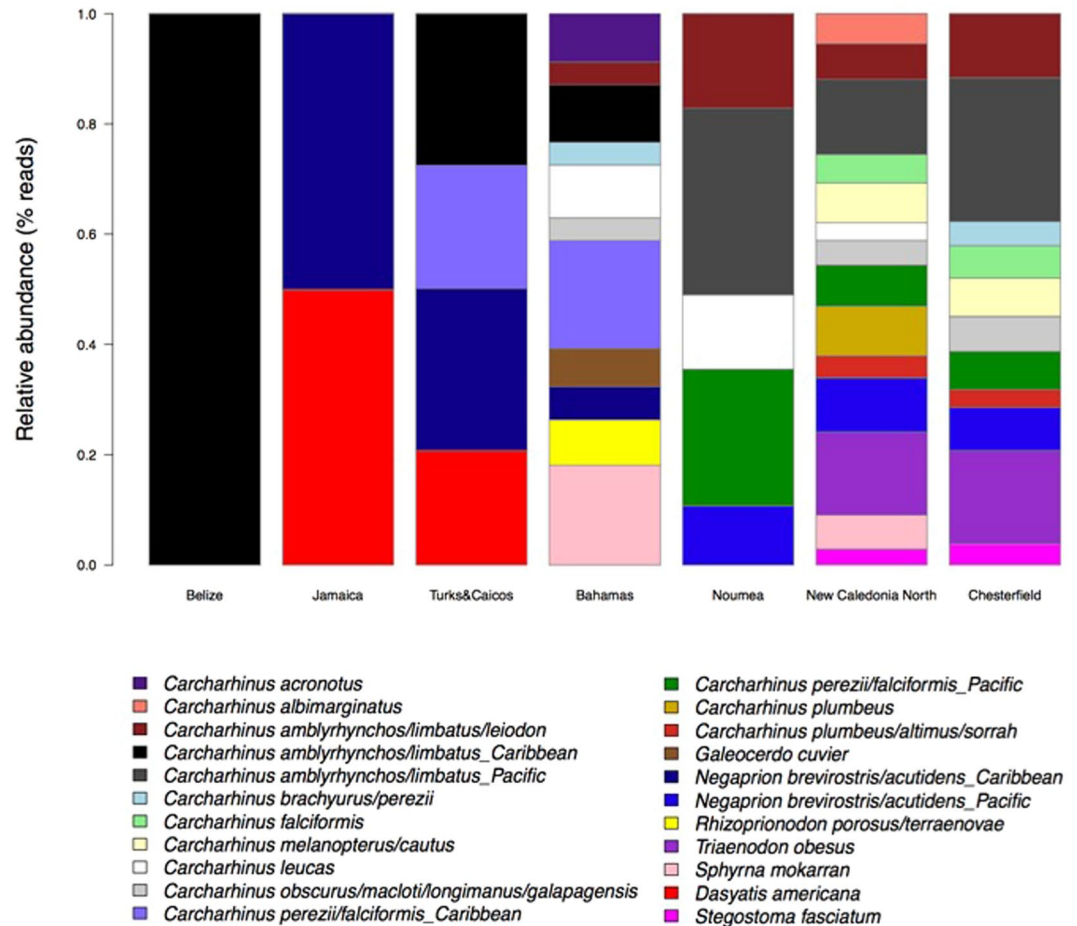 Relative abundance (% reads)
1.0
0.8
0.6
0.4
0.2
0.0
Belize
Jamaica
Turks&Caicos
Bahamas
Noumea
New Caledonia North
Chesterfield
Carcharhinus acronotus
Carcharhinus albimarginatus
Carcharhinus amblyrhynchos/limbatus/leiodon
Carcharhinus amblyrhynchos/limbatus_Caribbean
Carcharhinus amblyrhynchos/limbatus_Pacific
Carcharhinus brachyurus/perezii
Carcharhinus falciformis
Carcharhinus melanopterus/cautus
Carcharhinus leucas
Carcharhinus obscurus/macloti/longimanus/galapagensis
Carcharhinus perezii/falciformis_Caribbean
Carcharhinus perezii/falciformis_Pacific
Carcharhinus plumbeus
Carcharhinus plumbeus/altimus/sorrah
Galeocerdo cuvier
Negaprion brevirostris/acutidens_Caribbean
Negaprion brevirostris/acutidens_Pacific
Rhizoprionodon porosus/terraenovae
Triaenodon obesus
Sphyrna mokarran
Dasyatis americana
Stegostoma fasciatum